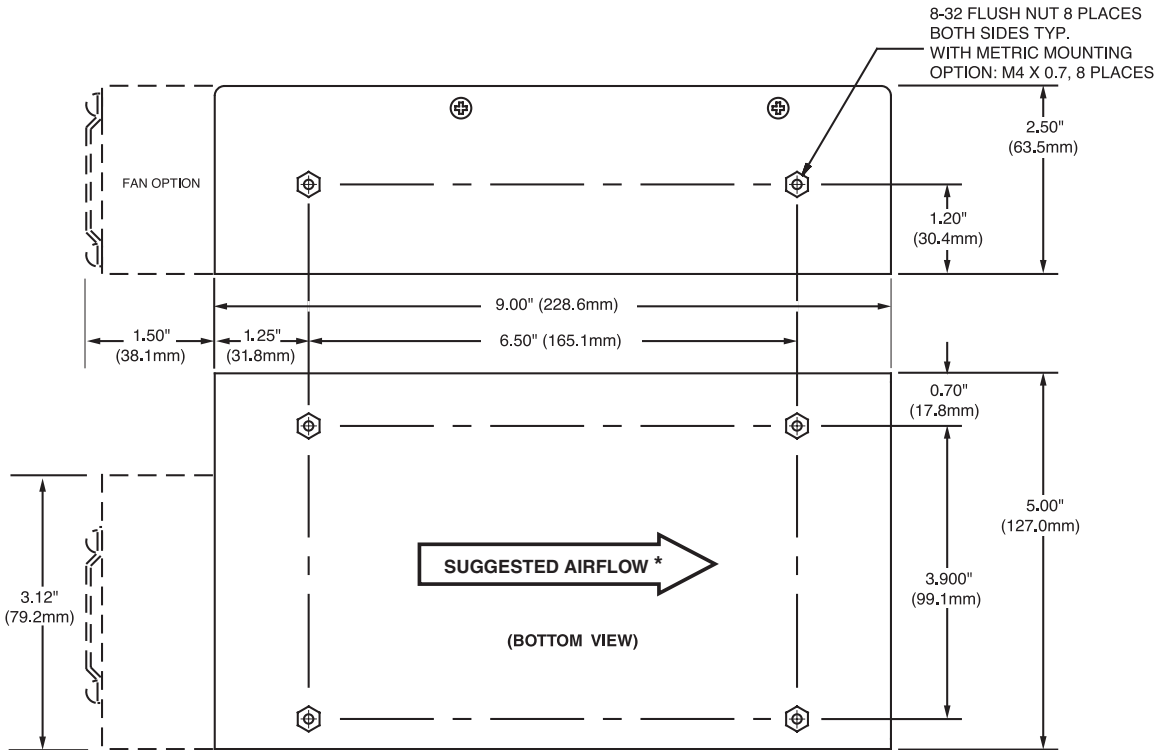 8-32 FLUSH NUT 8 PLACES
BOTH SIDES TYP.
WITH METRIC MOUNTING
OPTION: M4 X 0.7, 8 PLACES
2.50"
(63.5mm)
FAN OPTION
1.20"
(30.4mm)
9.00" (228.6mm)
1.50"
(38.1mm)
1.25"
(31.8mm)
6.50" (165.1mm)
0.70"
(17.8mm)
5.00"
(127.0mm)
SUGGESTED AIRFLOW *
3.900"
(99.1mm)
3.12"
(79.2mm)
(BOTTOM VIEW)